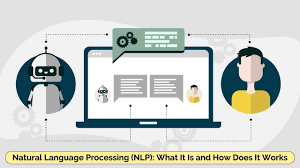 Natural Language Processing (NLP): What It Is and How Does It Works